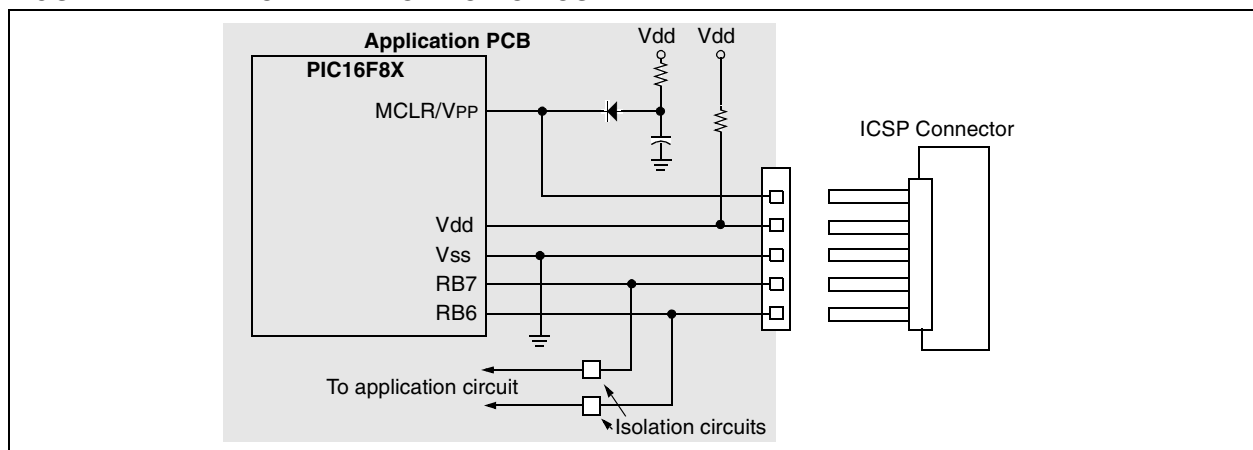 Application PCB
Vdd
Vdd
PIC16F8X
MCLR/VPP
ICSP Connector
Vdd
Vss
RB7
RB6
To application circuit
Isolation circuits